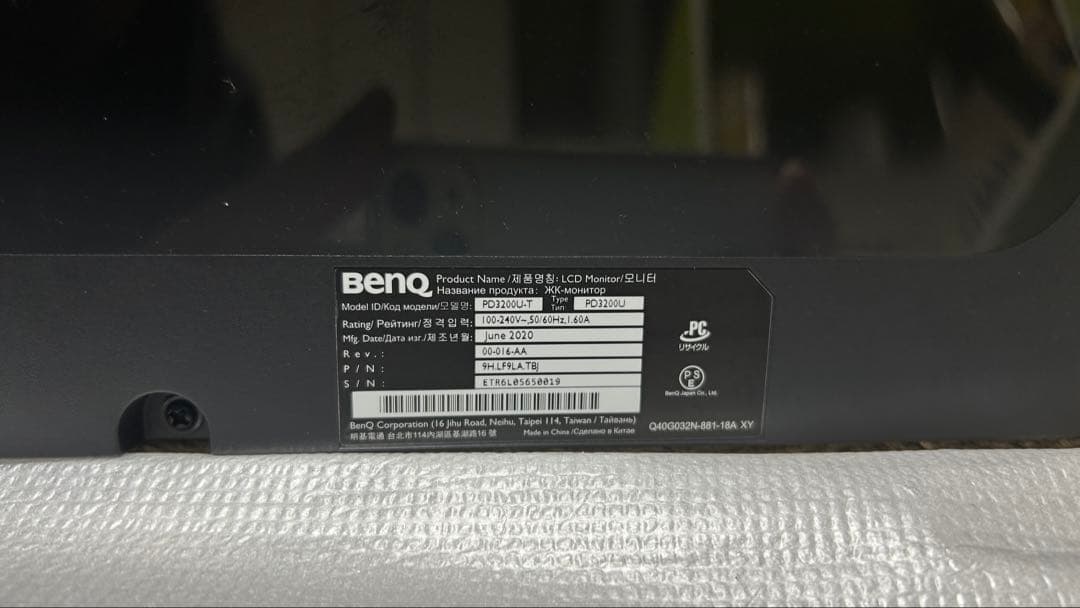 BenQ Product Name /제품명칭: LCD Monitor/모니터
Название продукта: ЖК-монитор
Model ID/Код модели/모델명: PD3200U-T Type Тип PD3200U
Rating/ Рейтинг/정격입력: 100-240V~,50/60Hz,1.60A
Mfg. Date/Дата изг./제조년월: June 2020
Rev.: 00-016-AA
P/N: 9H.LF9LA.TBJ
S/N: ETR6L05650019
BenQ Corporation (16 Jihu Road, Neihu, Taipei 114, Taiwan / Тайвань)
明基電通 台北市114內湖區基湖路16號 Made in China /Сделано в Китае
PC
リサイクル
PSE
BenQ Japan Co., Ltd.
Q40G032N-881-18A XY